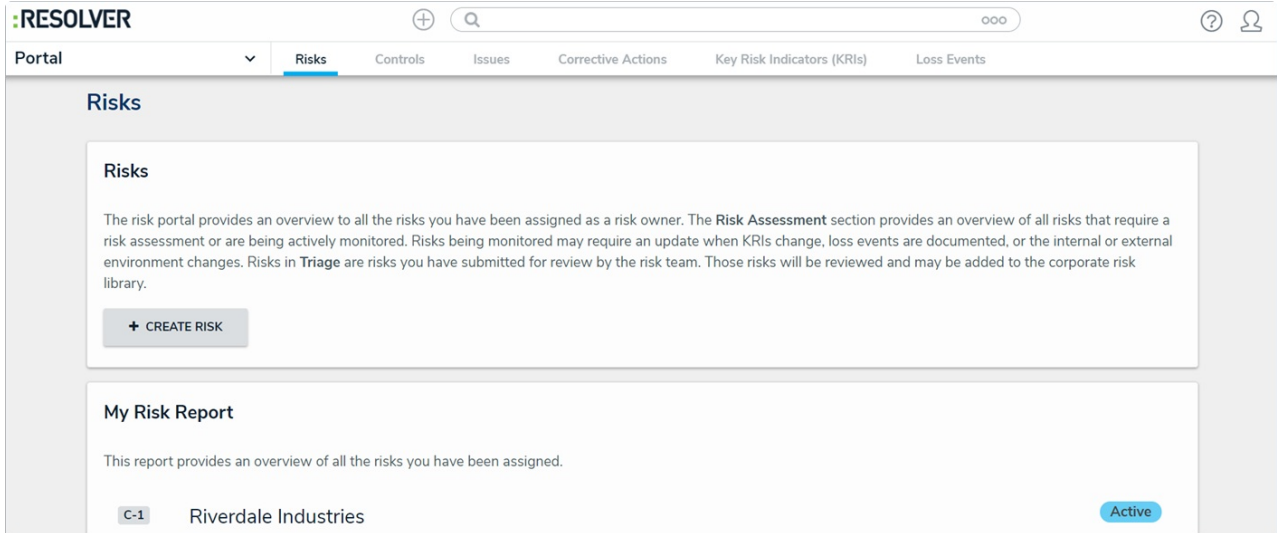 :RESOLVER
Portal
Risks
Controls
Issues
Corrective Actions
Key Risk Indicators (KRIs)
Loss Events
Risks
Risks
The risk portal provides an overview to all the risks you have been assigned as a risk owner. The Risk Assessment section provides an overview of all risks that require a
risk assessment or are being actively monitored. Risks being monitored may require an update when KRIs change, loss events are documented, or the internal or external
environment changes. Risks in Triage are risks you have submitted for review by the risk team. Those risks will be reviewed and may be added to the corporate risk
library.
+ CREATE RISK
My Risk Report
This report provides an overview of all the risks you have been assigned.
C-1
Riverdale Industries
Active